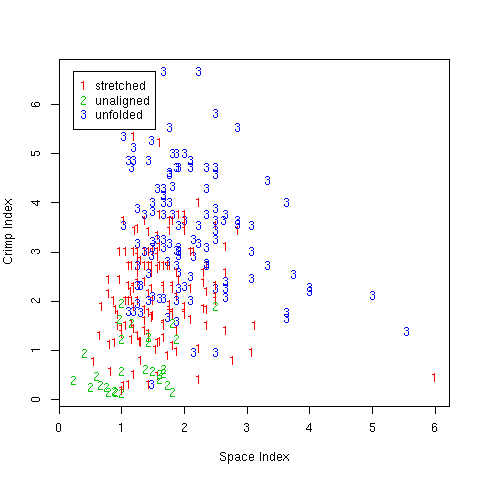 1 stretched
2 unaligned
3 unfolded
Crimp Index
6
5
4
3
2
1
0
0 1 2 3 4 5 6
Space Index